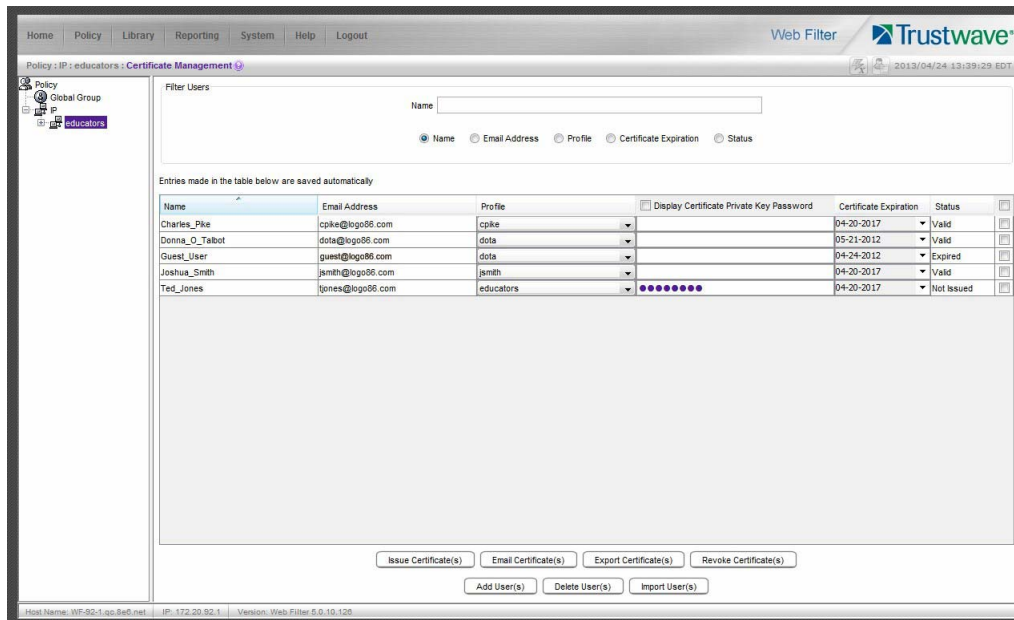 Home Policy Library Reporting System Help Logout
Web Filter Trustwave®
Policy : IP : educators : Certificate Management
2013/04/24 13:39:29 EDT
Policy
Global Group
IP
educators
Filter Users
Name
Name Email Address Profile Certificate Expiration Status
Entries made in the table below are saved automatically
Name Email Address Profile Display Certificate Private Key Password Certificate Expiration Status
Charles_Pike cpike@logo86.com cpike 04-20-2017 Valid
Donna_O_Talbot dota@logo86.com dota 05-21-2012 Valid
Guest_User guest@logo86.com dota 04-24-2012 Expired
Joshua_Smith jsmith@logo86.com jsmith 04-20-2017 Valid
Ted_Jones tjones@logo86.com educators ●●●●●●●● 04-20-2017 Not Issued
Issue Certificate(s) Email Certificate(s) Export Certificate(s) Revoke Certificate(s)
Add User(s) Delete User(s) Import User(s)
Host Name: WF-92-1.qc.8e6.net IP: 172.20.92.1 Version: Web Filter 5.0.10.126